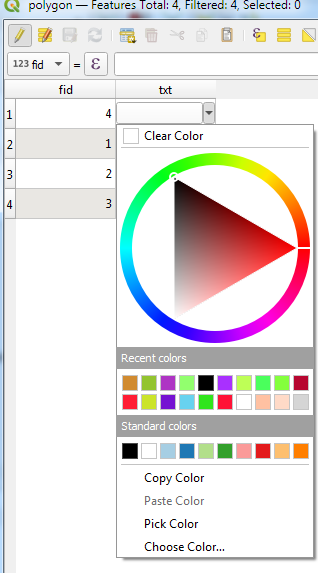 polygon — Features Total: 4, Filtered: 4, Selected: 0
123 fid = ε
fid txt
1 4
2 1
3 2
4 3
Clear Color
Recent colors
Standard colors
Copy Color
Paste Color
Pick Color
Choose Color...